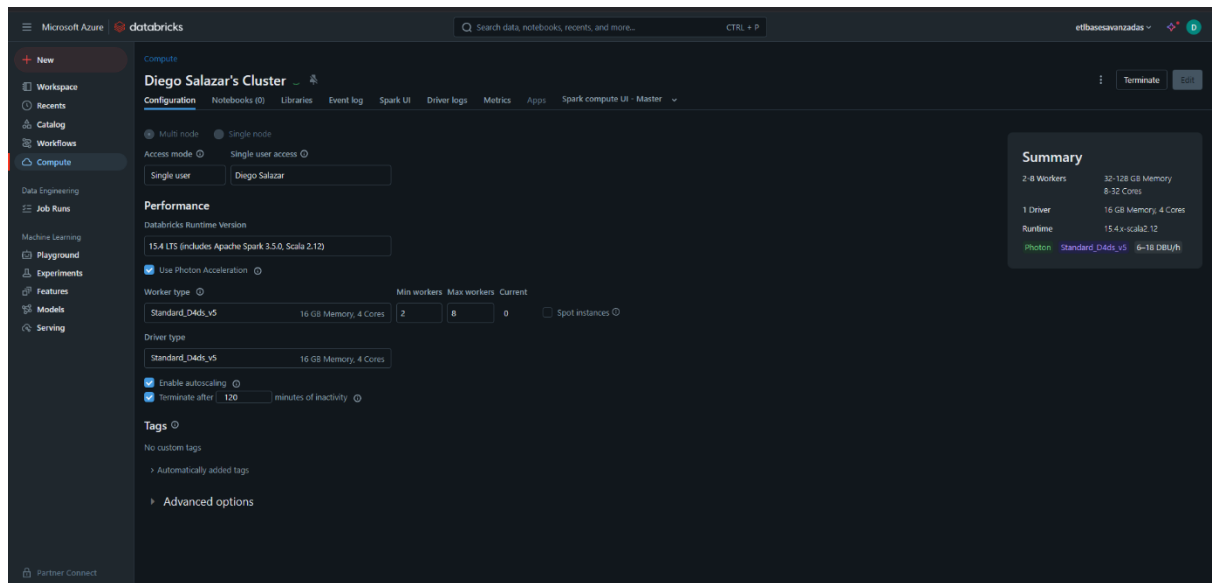 Microsoft Azure databricks Search data, notebooks, recents, and more... CTRL + P etlbasesavanzadas D
+ New
Workspace
Recents
Catalog
Workflows
Compute
Data Engineering
Job Runs
Machine Learning
Playground
Experiments
Features
Models
Serving
Partner Connect
Compute
Diego Salazar's Cluster
Terminate Edit
Configuration Notebooks (0) Libraries Event log Spark UI Driver logs Metrics Apps Spark compute UI - Master
Multi node Single node
Access mode Single user access
Single user Diego Salazar
Performance
Databricks Runtime Version
15.4 LTS (includes Apache Spark 3.5.0, Scala 2.12)
Use Photon Acceleration
Worker type Min workers Max workers Current
Standard_D4ds_v5 16 GB Memory, 4 Cores 2 8 0 Spot instances
Driver type
Standard_D4ds_v5 16 GB Memory, 4 Cores
Enable autoscaling
Terminate after 120 minutes of inactivity
Tags
No custom tags
> Automatically added tags
Advanced options
Summary
2-8 Workers 32-128 GB Memory
8-32 Cores
1 Driver 16 GB Memory, 4 Cores
Runtime 15.4.x-scala2.12
Photon Standard_D4ds_v5 6–18 DBU/h